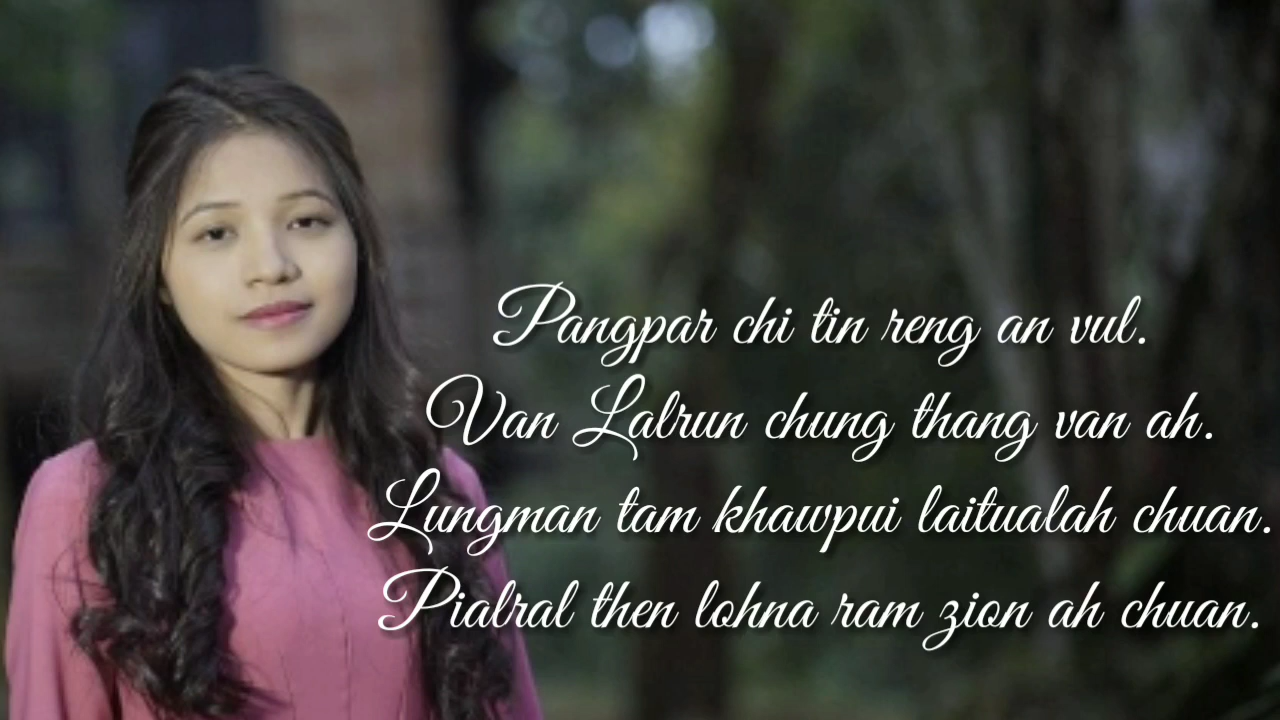 Pangpar chi tin reng an vul.
Van Lalrun chung thang van ah.
Lungman tam khawpui laitualah chuan.
Pialral then lohna ram zion ah chuan.